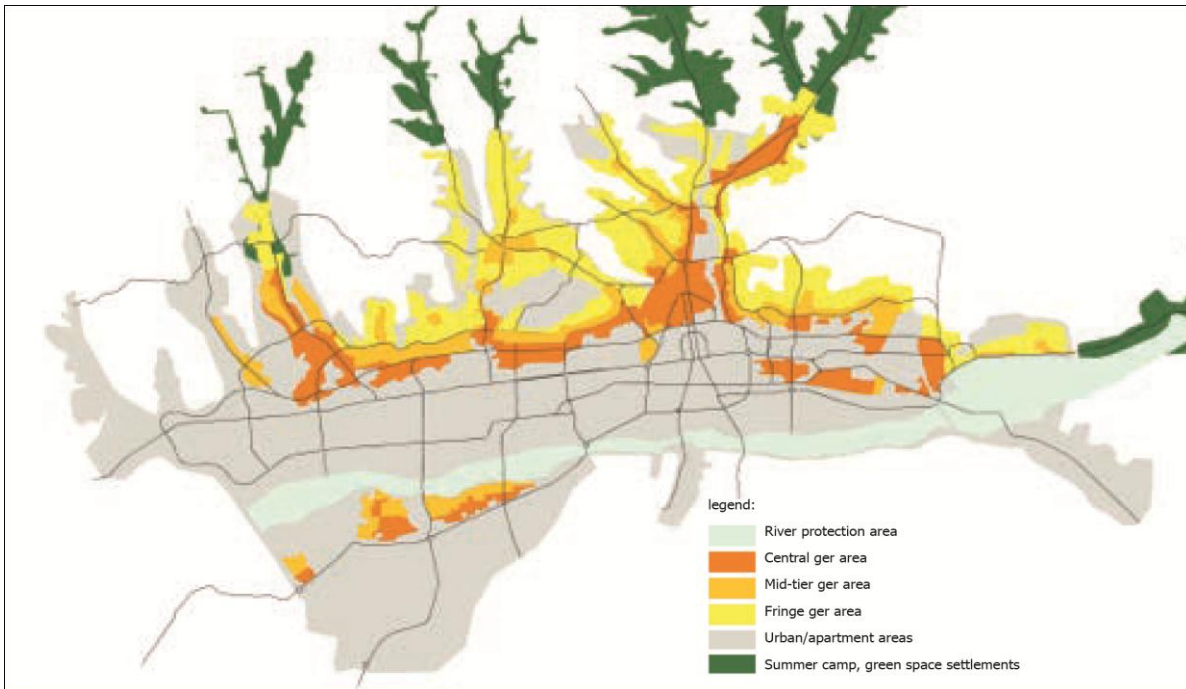 legend:
River protection area
Central ger area
Mid-tier ger area
Fringe ger area
Urban/apartment areas
Summer camp, green space settlements